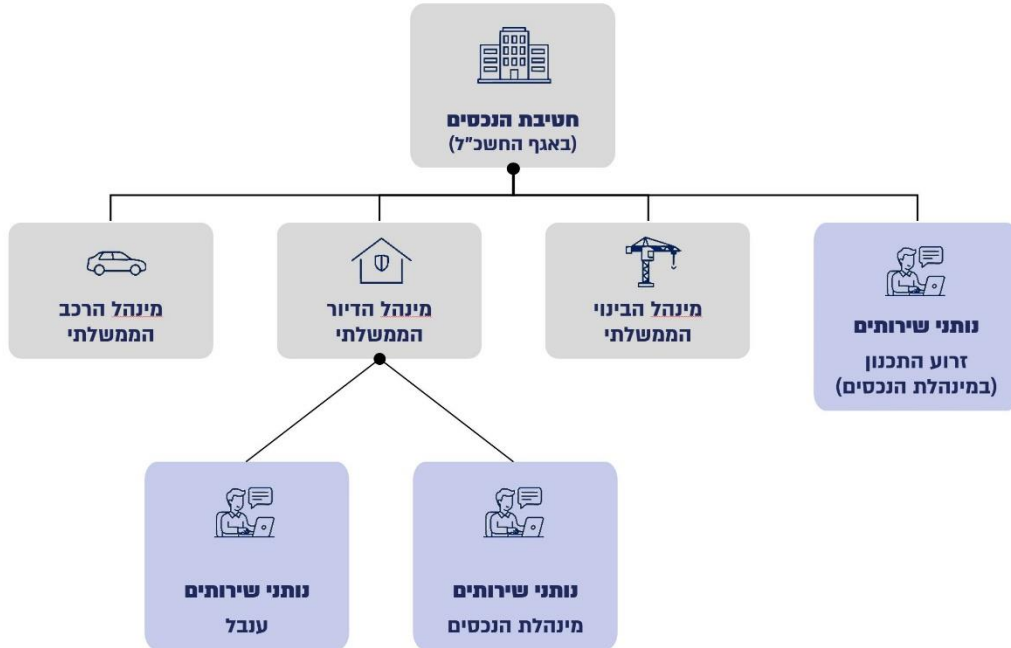 חטיבת הנכסים
(באגף החשכ"ל)
נותני שירותים
זרוע התכנון
(במינהלת הנכסים)
מינהל הבינוי
הממשלתי
מינהל הדיור
הממשלתי
מינהל הרכב
הממשלתי
נותני שירותים
מינהלת הנכסים
נותני שירותים
ענבל